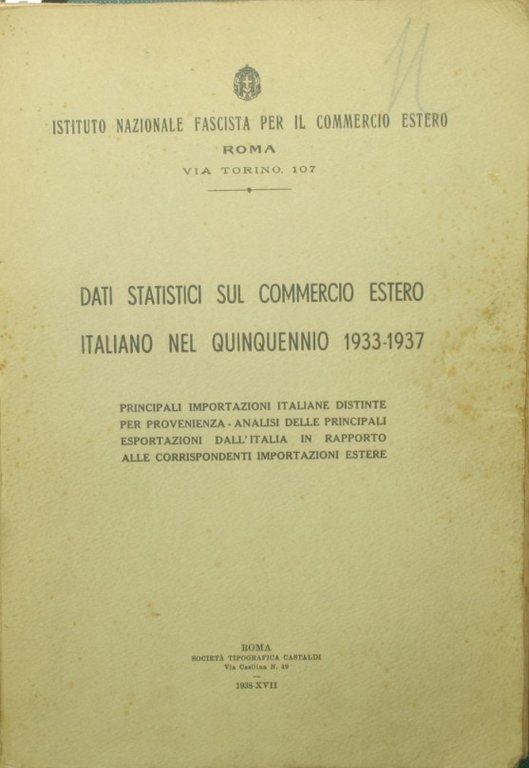 ISTITUTO NAZIONALE FASCISTA PER IL COMMERCIO ESTERO
ROMA
VIA TORINO, 107
DATI STATISTICI SUL COMMERCIO ESTERO
ITALIANO NEL QUINQUENNIO 1933-1937
PRINCIPALI IMPORTAZIONI ITALIANE DISTINTE
PER PROVENIENZA - ANALISI DELLE PRINCIPALI
ESPORTAZIONI DALL'ITALIA IN RAPPORTO
ALLE CORRISPONDENTI IMPORTAZIONI ESTERE
ROMA
SOCIETÀ TIPOGRAFICA CASTALDI
Via Casilina N. 49
1938-XVII